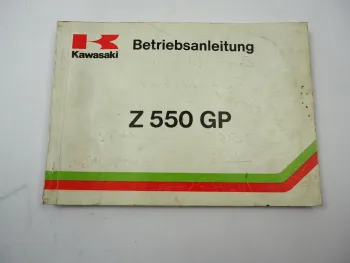 Kawasaki
Betriebsanleitung
Z 550 GP